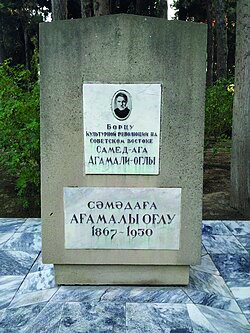 Борцу
культурной революции на
советском востоке
Самед-ага
Агамали-оглы
Сәмәдаға
Ағамалы оғлу
1867-1930